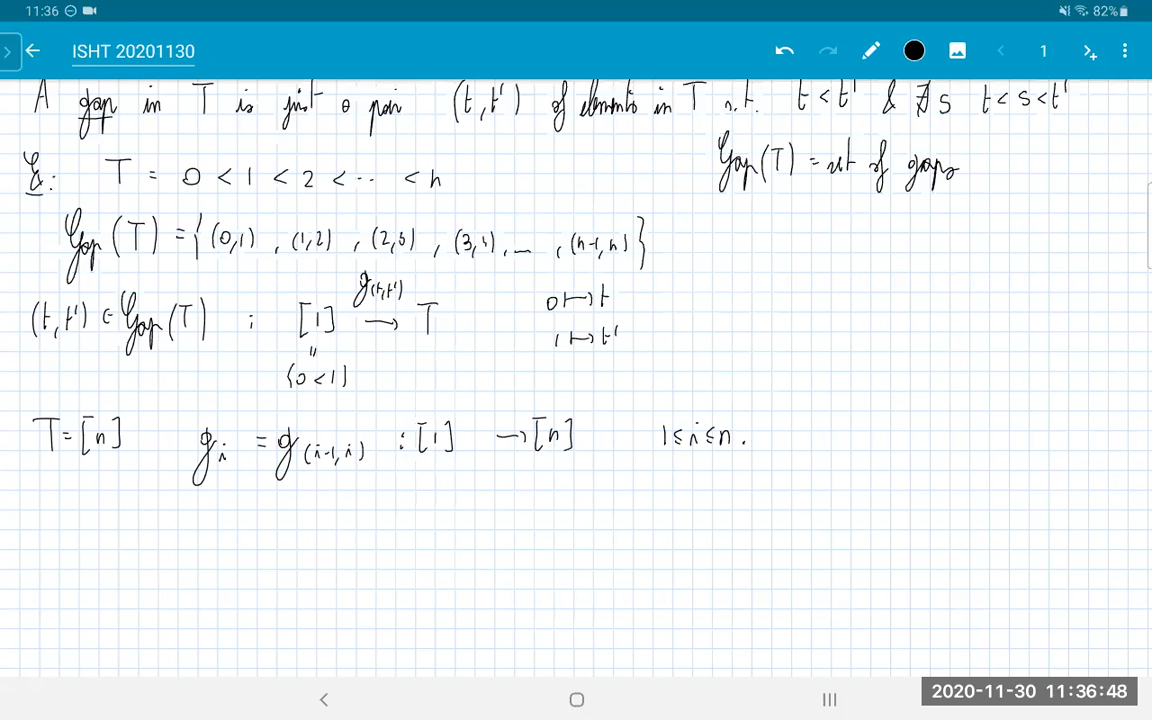 11:36 82%
ISHT 20201130 1
A gap in T is just a pair (t, t') of elements in T s.t. t < t' & ∄ s t < s < t'
Gap(T) = set of gaps
Ex: T = 0 < 1 < 2 < ... < n
Gap(T) = {(0,1), (1,2), (2,3), (3,4), ..., (n-1, n)}
(t, t') ∈ Gap(T) : [1] → T 0 ↦ t
g(t,t')
1 ↦ t'
"
{0 < 1}
T = [n] g_i = g_(i-1, i) : [1] → [n] 1 ≤ i ≤ n.
2020-11-30 11:36:48